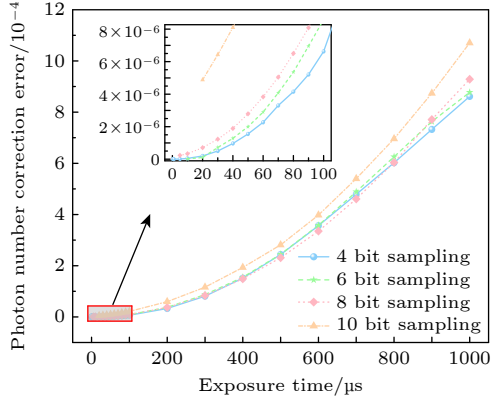 Photon number correction error/10⁻⁴
12
10
8
6
4
2
0
8×10⁻⁶
6×10⁻⁶
4×10⁻⁶
2×10⁻⁶
0
0 20 40 60 80 100
4 bit sampling
6 bit sampling
8 bit sampling
10 bit sampling
0 200 400 600 800 1000
Exposure time/μs